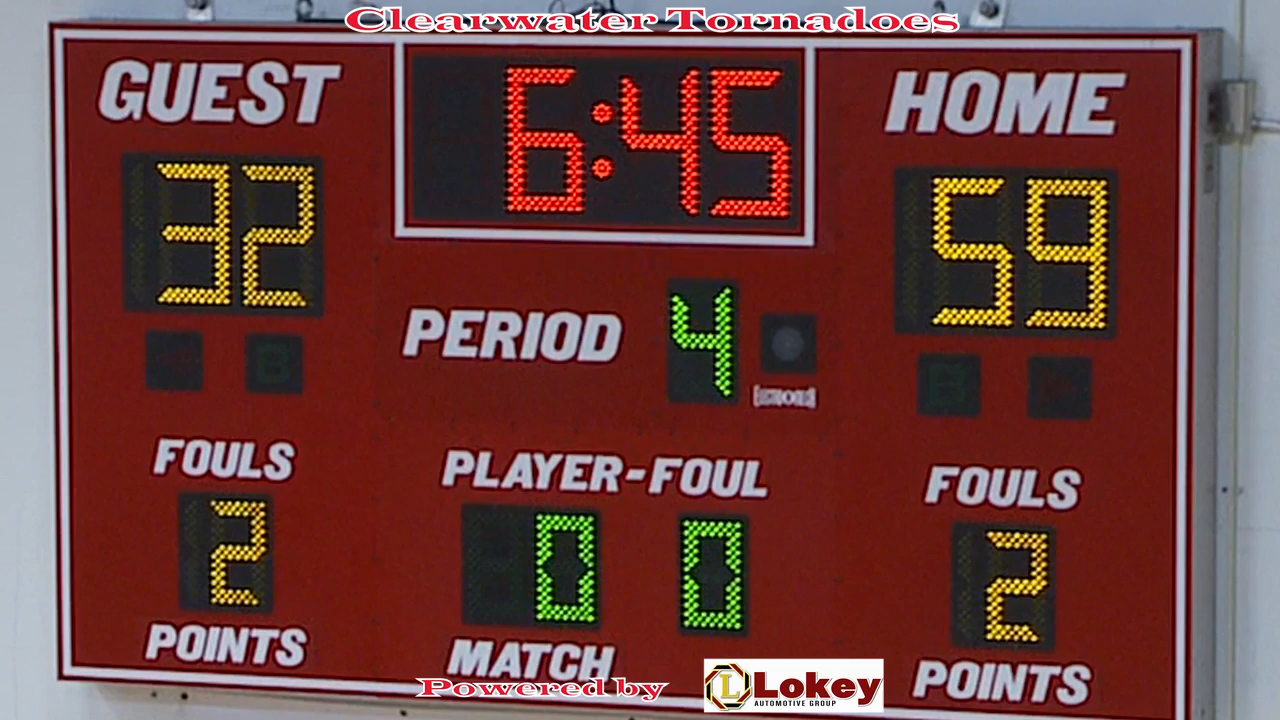 Clearwater Tornadoes
GUEST
6:45
HOME
32
59
PERIOD 4
FOULS
PLAYER-FOUL
FOULS
2
0 0
2
POINTS
MATCH
POINTS
Powered by
Lokey
AUTOMOTIVE GROUP